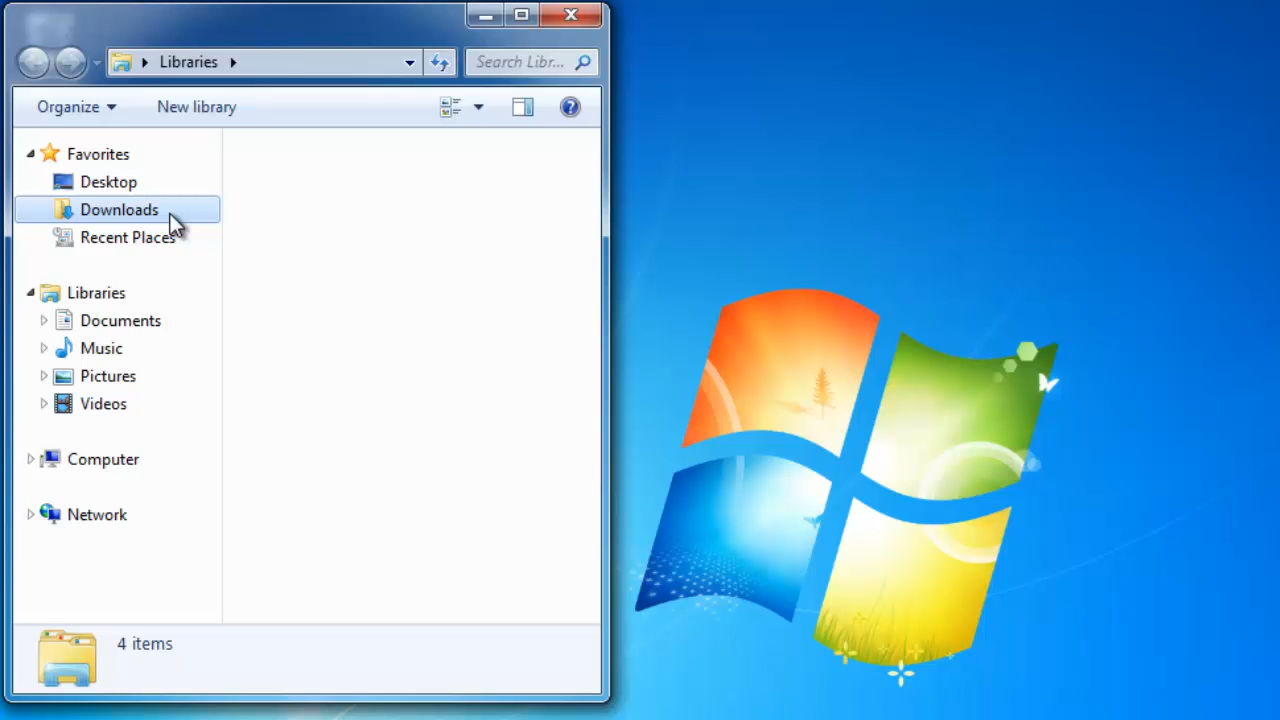 Libraries
Search Libr...
Organize
New library
Favorites
Desktop
Downloads
Recent Places
Libraries
Documents
Music
Pictures
Videos
Computer
Network
4 items